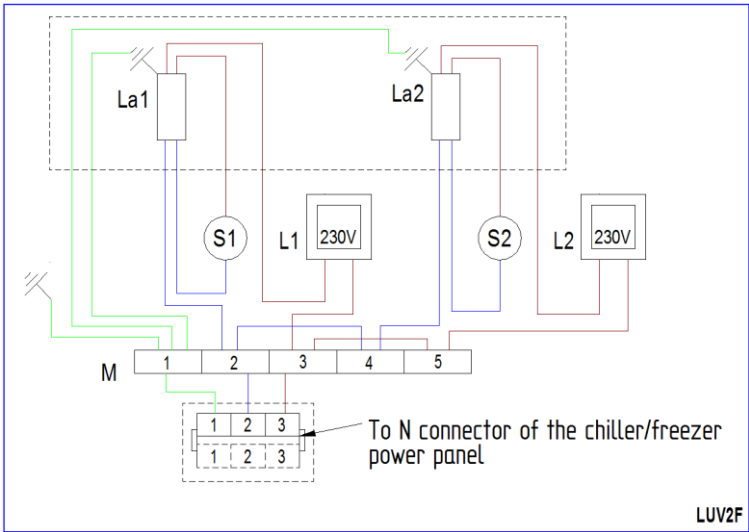 La1
La2
S1
L1
230V
S2
L2
230V
M
1 2 3 4 5
1 2 3
1 2 3
To N connector of the chiller/freezer
power panel
LUV2F